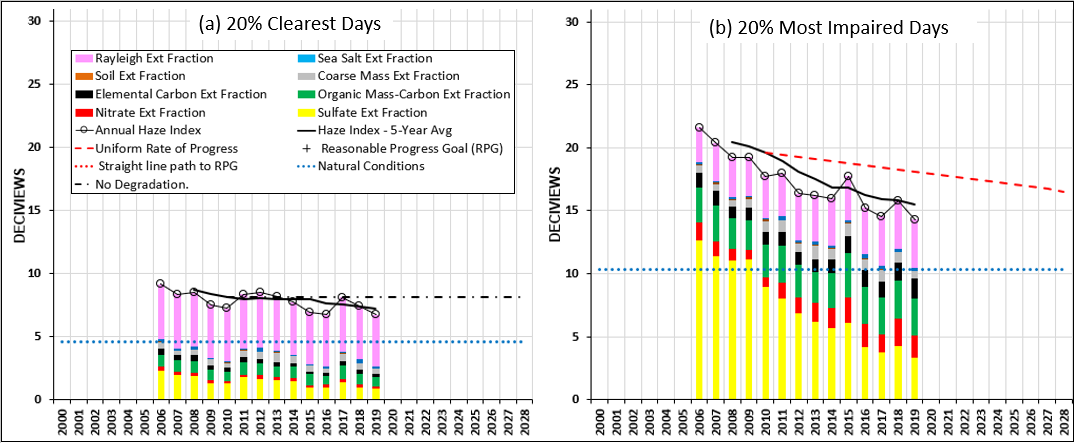 (a) 20% Clearest Days
DECIVIEWS
30
25
20
15
10
5
0
Rayleigh Ext Fraction
Sea Salt Ext Fraction
Soil Ext Fraction
Coarse Mass Ext Fraction
Elemental Carbon Ext Fraction
Organic Mass-Carbon Ext Fraction
Nitrate Ext Fraction
Sulfate Ext Fraction
Annual Haze Index
Haze Index - 5-Year Avg
Uniform Rate of Progress
Reasonable Progress Goal (RPG)
Straight line path to RPG
Natural Conditions
No Degradation.
2000 2001 2002 2003 2004 2005 2006 2007 2008 2009 2010 2011 2012 2013 2014 2015 2016 2017 2018 2019 2020 2021 2022 2023 2024 2025 2026 2027 2028
(b) 20% Most Impaired Days
DECIVIEWS
30
25
20
15
10
5
0
2000 2001 2002 2003 2004 2005 2006 2007 2008 2009 2010 2011 2012 2013 2014 2015 2016 2017 2018 2019 2020 2021 2022 2023 2024 2025 2026 2027 2028